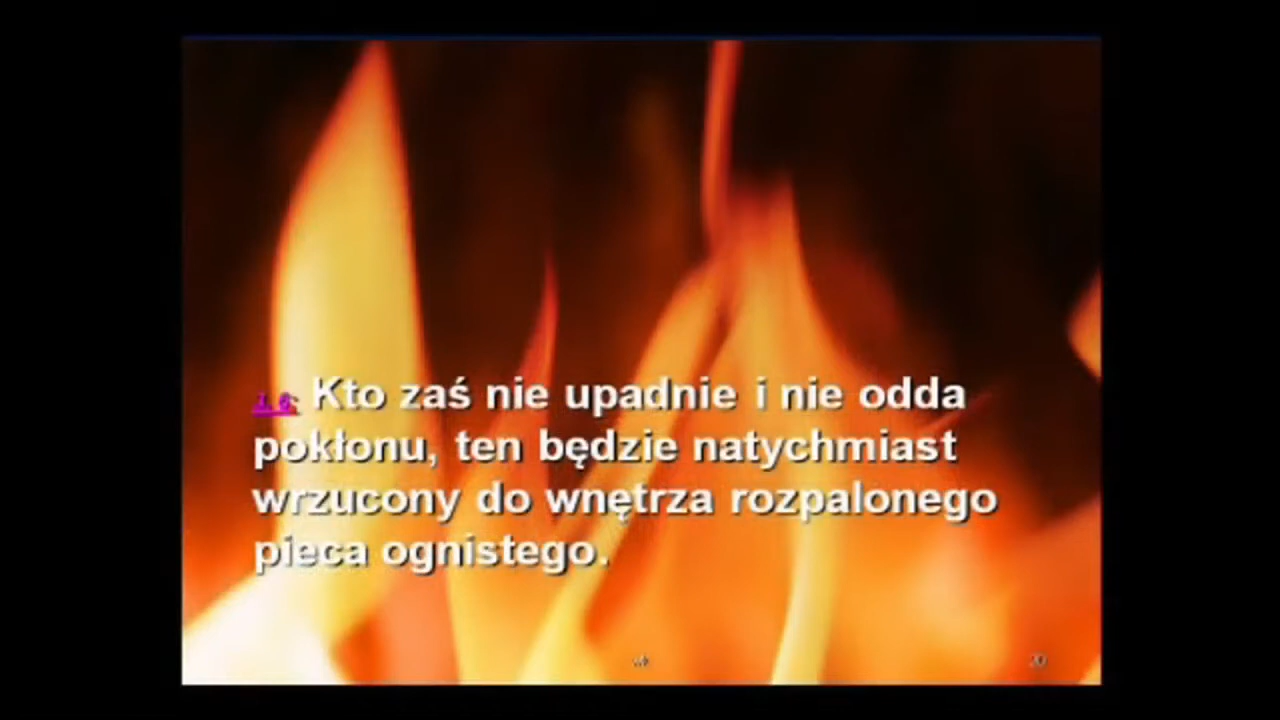 Kto zaś nie upadnie i nie odda
pokłonu, ten będzie natychmiast
wrzucony do wnętrza rozpalonego
pieca ognistego.